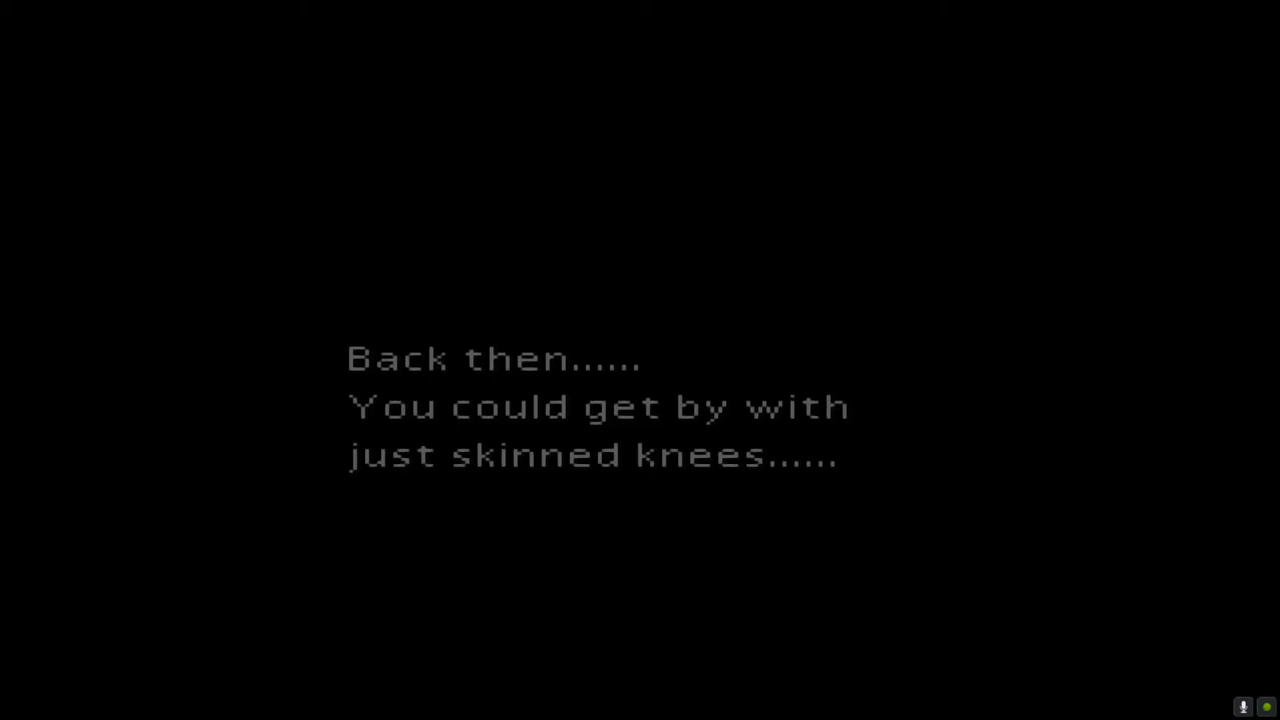 Back then......
You could get by with
just skinned knees......